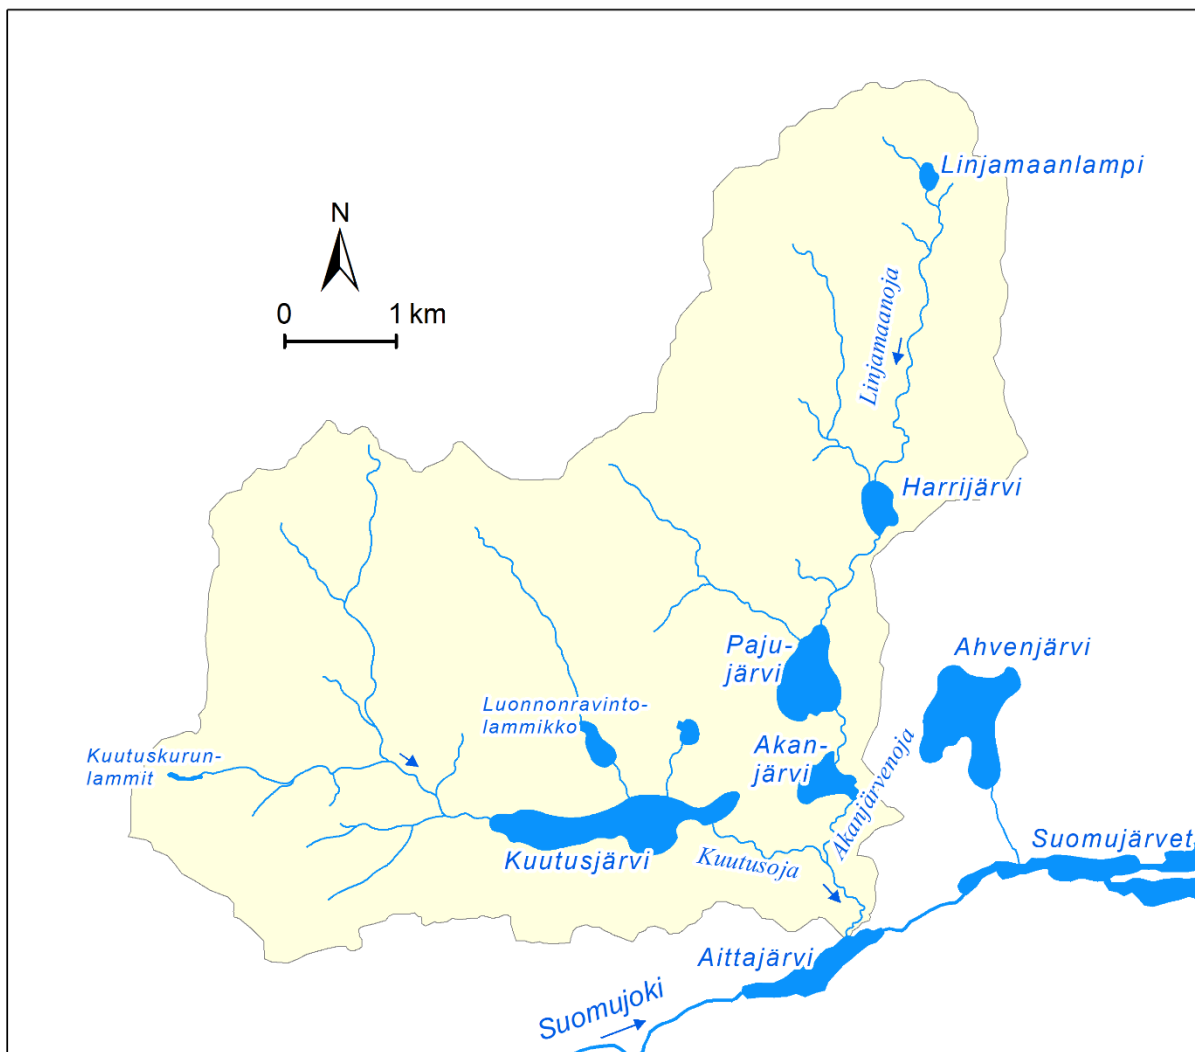 Linjamaanlampi
N
0 1 km
Linjamaanoja
Harrijärvi
Paju-
järvi
Ahvenjärvi
Luonnonravinto-
lammikko
Akan-
järvi
Kuutuskurun-
lammit
Akanjärvenoja
Suomujärvet
Kuutusjärvi
Kuutusoja
Aittajärvi
Suomujoki